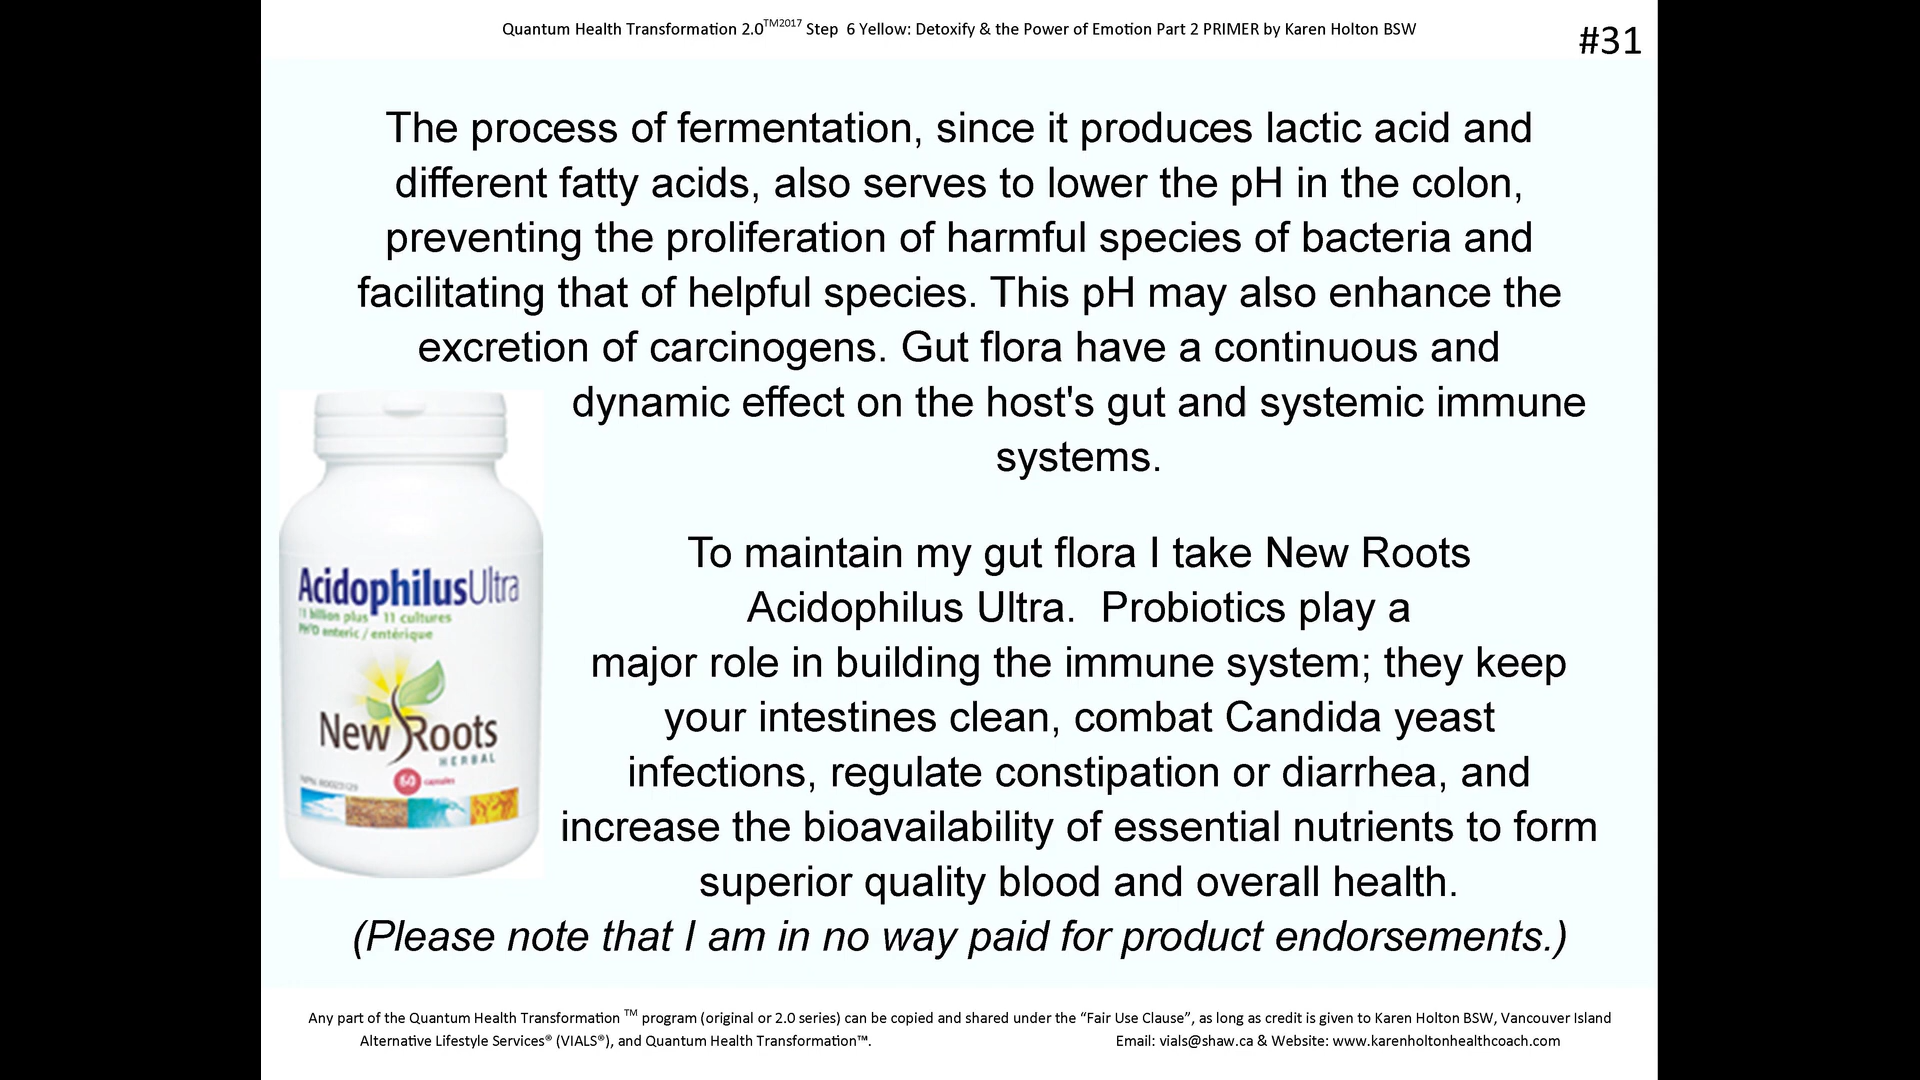 Quantum Health Transformation 2.0TM2017 Step 6 Yellow: Detoxify & the Power of Emotion Part 2 PRIMER by Karen Holton BSW
#31
The process of fermentation, since it produces lactic acid and
different fatty acids, also serves to lower the pH in the colon,
preventing the proliferation of harmful species of bacteria and
facilitating that of helpful species. This pH may also enhance the
excretion of carcinogens. Gut flora have a continuous and
dynamic effect on the host's gut and systemic immune
systems.
To maintain my gut flora I take New Roots
Acidophilus Ultra. Probiotics play a
major role in building the immune system; they keep
your intestines clean, combat Candida yeast
infections, regulate constipation or diarrhea, and
increase the bioavailability of essential nutrients to form
superior quality blood and overall health.
(Please note that I am in no way paid for product endorsements.)
AcidophilusUltra
11 billion plus 11 cultures
enteric / entérique
New Roots
HERBAL
60 capsules
Any part of the Quantum Health Transformation TM program (original or 2.0 series) can be copied and shared under the “Fair Use Clause”, as long as credit is given to Karen Holton BSW, Vancouver Island
Alternative Lifestyle Services® (VIALS®), and Quantum Health Transformation™. Email: vials@shaw.ca & Website: www.karenholtonhealthcoach.com